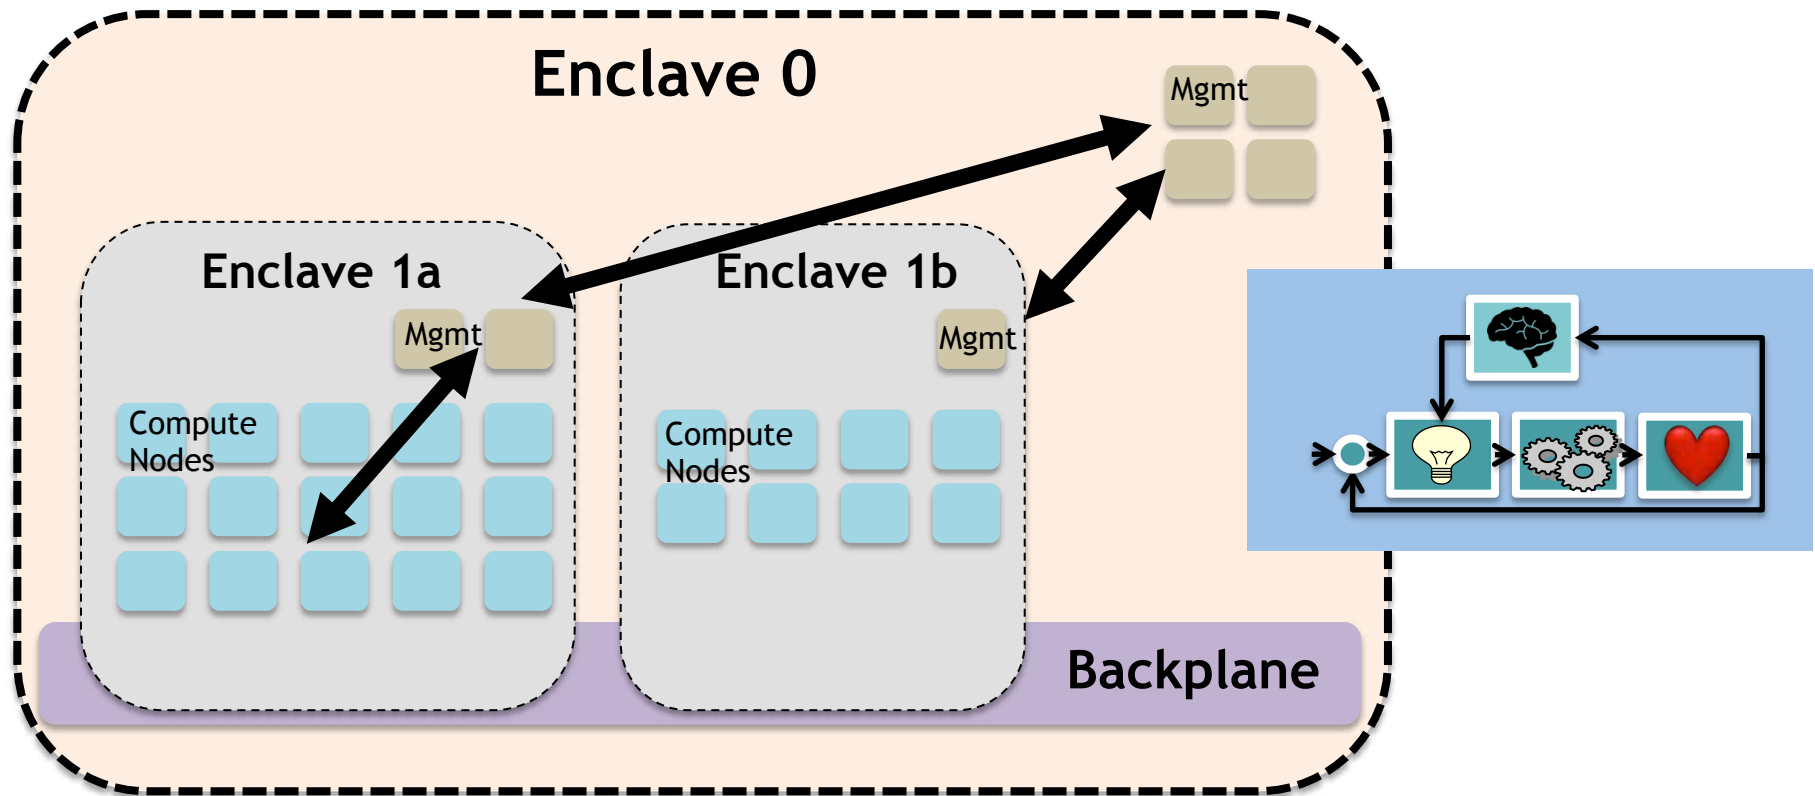 Enclave 0
Mgmt
Enclave 1a
Enclave 1b
Mgmt
Mgmt
Compute
Nodes
Compute
Nodes
Backplane